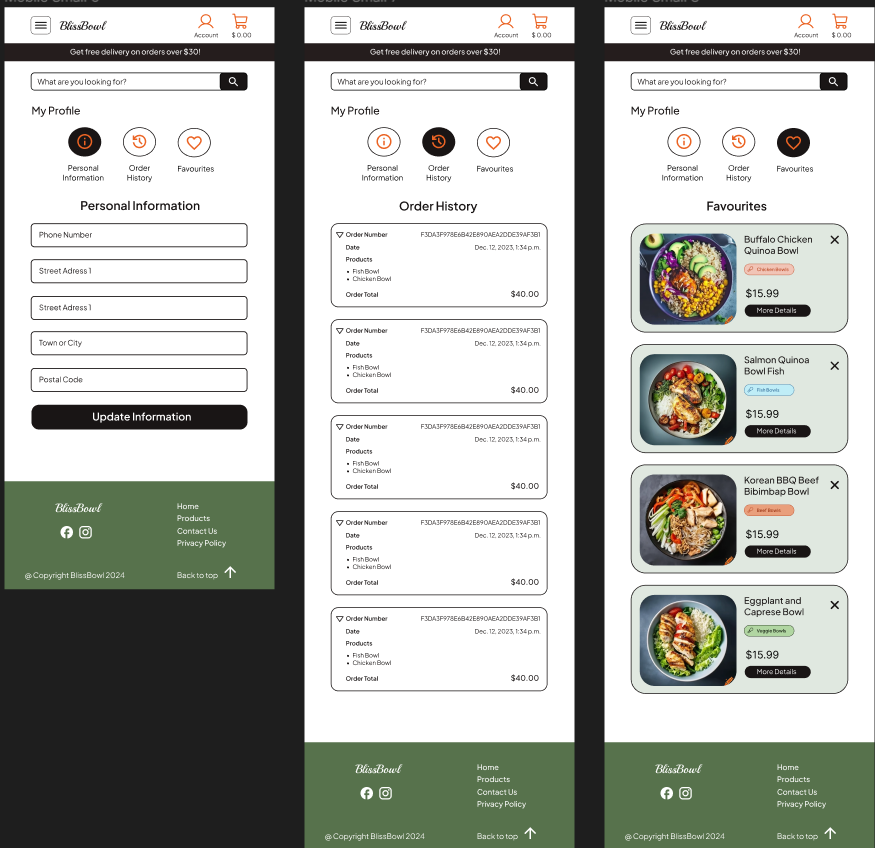 BlissBowl
Account
$ 0.00
Get free delivery on orders over $30!
What are you looking for?
My Profile
Personal
Information
Order
History
Favourites
Personal Information
Phone Number
Street Adress 1
Street Adress 1
Town or City
Postal Code
Update Information
BlissBowl
Home
Products
Contact Us
Privacy Policy
@ Copyright BlissBowl 2024
Back to top
BlissBowl
Account
$ 0.00
Get free delivery on orders over $30!
What are you looking for?
My Profile
Personal
Information
Order
History
Favourites
Order History
Order Number F3DA3F978E6B42E890AEA2DDE39AF3B1
Date Dec. 12, 2023, 1:34 p.m.
Products
• Fish Bowl
• Chicken Bowl
Order Total $40.00
Order Number F3DA3F978E6B42E890AEA2DDE39AF3B1
Date Dec. 12, 2023, 1:34 p.m.
Products
• Fish Bowl
• Chicken Bowl
Order Total $40.00
Order Number F3DA3F978E6B42E890AEA2DDE39AF3B1
Date Dec. 12, 2023, 1:34 p.m.
Products
• Fish Bowl
• Chicken Bowl
Order Total $40.00
Order Number F3DA3F978E6B42E890AEA2DDE39AF3B1
Date Dec. 12, 2023, 1:34 p.m.
Products
• Fish Bowl
• Chicken Bowl
Order Total $40.00
Order Number F3DA3F978E6B42E890AEA2DDE39AF3B1
Date Dec. 12, 2023, 1:34 p.m.
Products
• Fish Bowl
• Chicken Bowl
Order Total $40.00
BlissBowl
Home
Products
Contact Us
Privacy Policy
@ Copyright BlissBowl 2024
Back to top
BlissBowl
Account
$ 0.00
Get free delivery on orders over $30!
What are you looking for?
My Profile
Personal
Information
Order
History
Favourites
Favourites
Buffalo Chicken
Quinoa Bowl
Chicken Bowls
$15.99
More Details
Salmon Quinoa
Bowl Fish
Fish Bowls
$15.99
More Details
Korean BBQ Beef
Bibimbap Bowl
Beef Bowls
$15.99
More Details
Eggplant and
Caprese Bowl
Veggie Bowls
$15.99
More Details
BlissBowl
Home
Products
Contact Us
Privacy Policy
@ Copyright BlissBowl 2024
Back to top